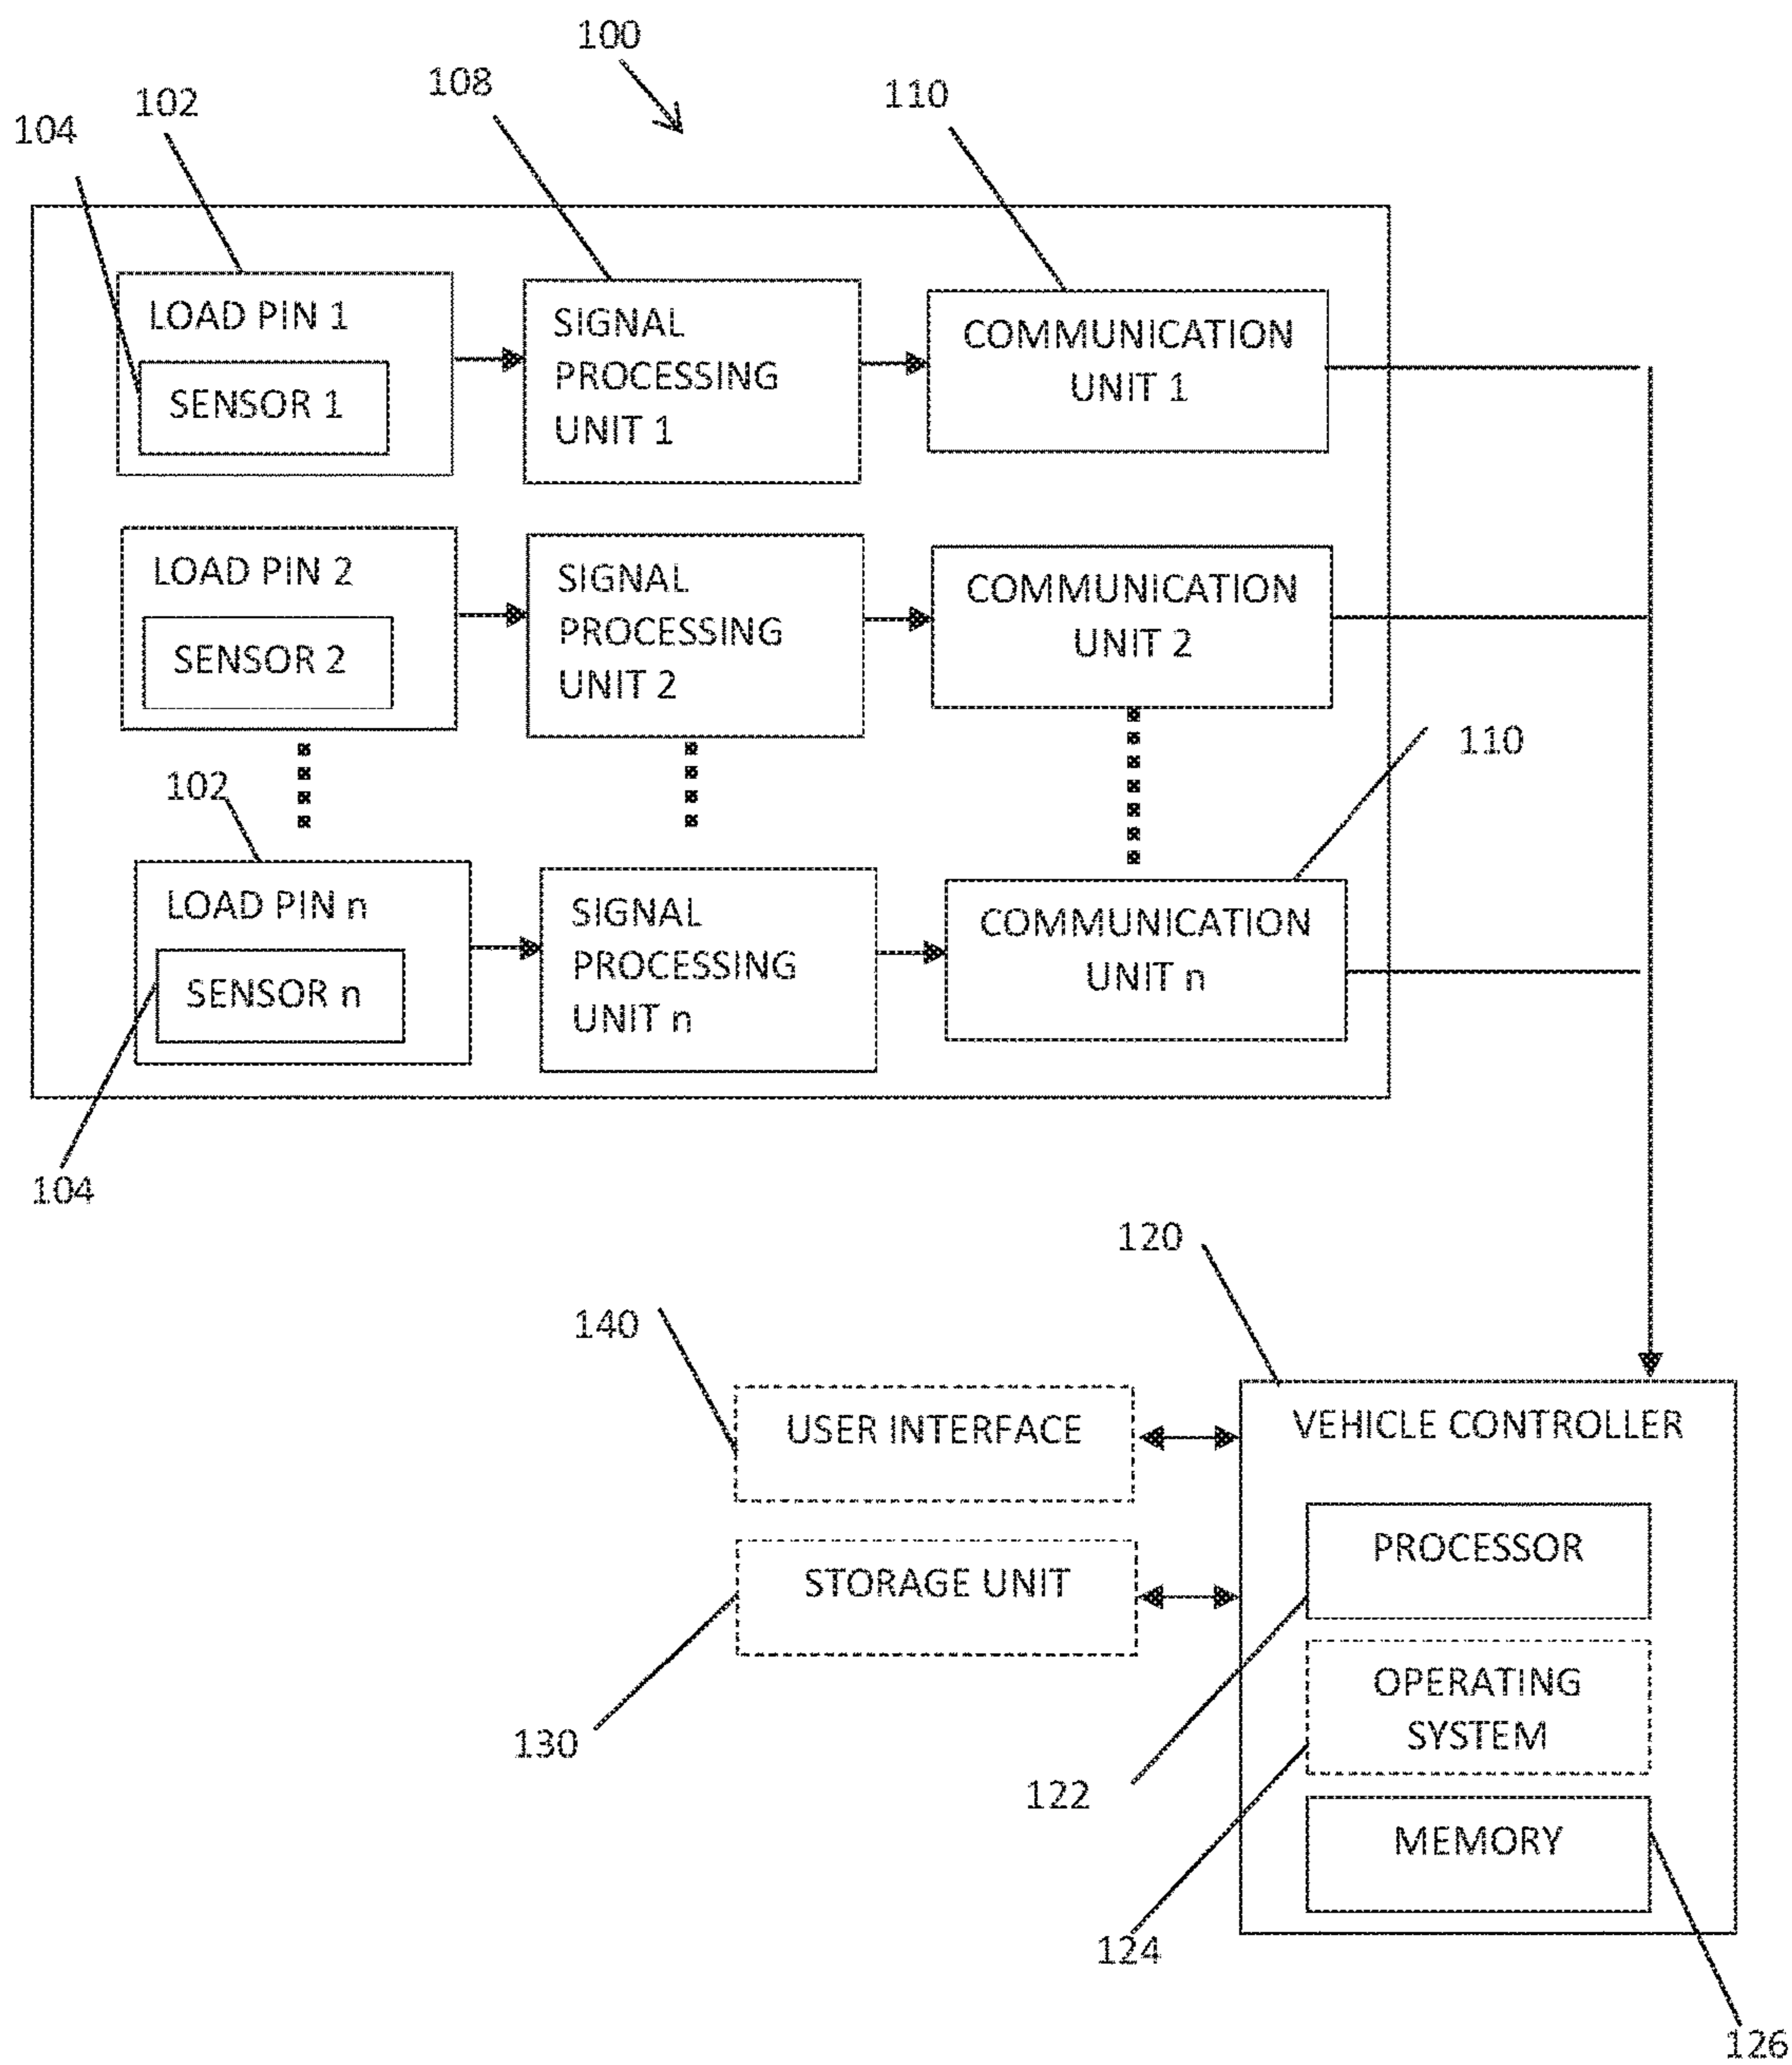 100
108
110
102
104
LOAD PIN 1
SENSOR 1
SIGNAL
PROCESSING
UNIT 1
COMMUNICATION
UNIT 1
LOAD PIN 2
SENSOR 2
SIGNAL
PROCESSING
UNIT 2
COMMUNICATION
UNIT 2
110
102
LOAD PIN n
SENSOR n
SIGNAL
PROCESSING
UNIT n
COMMUNICATION
UNIT n
104
120
140
USER INTERFACE
VEHICLE CONTROLLER
PROCESSOR
STORAGE UNIT
OPERATING
SYSTEM
130
122
MEMORY
124
126